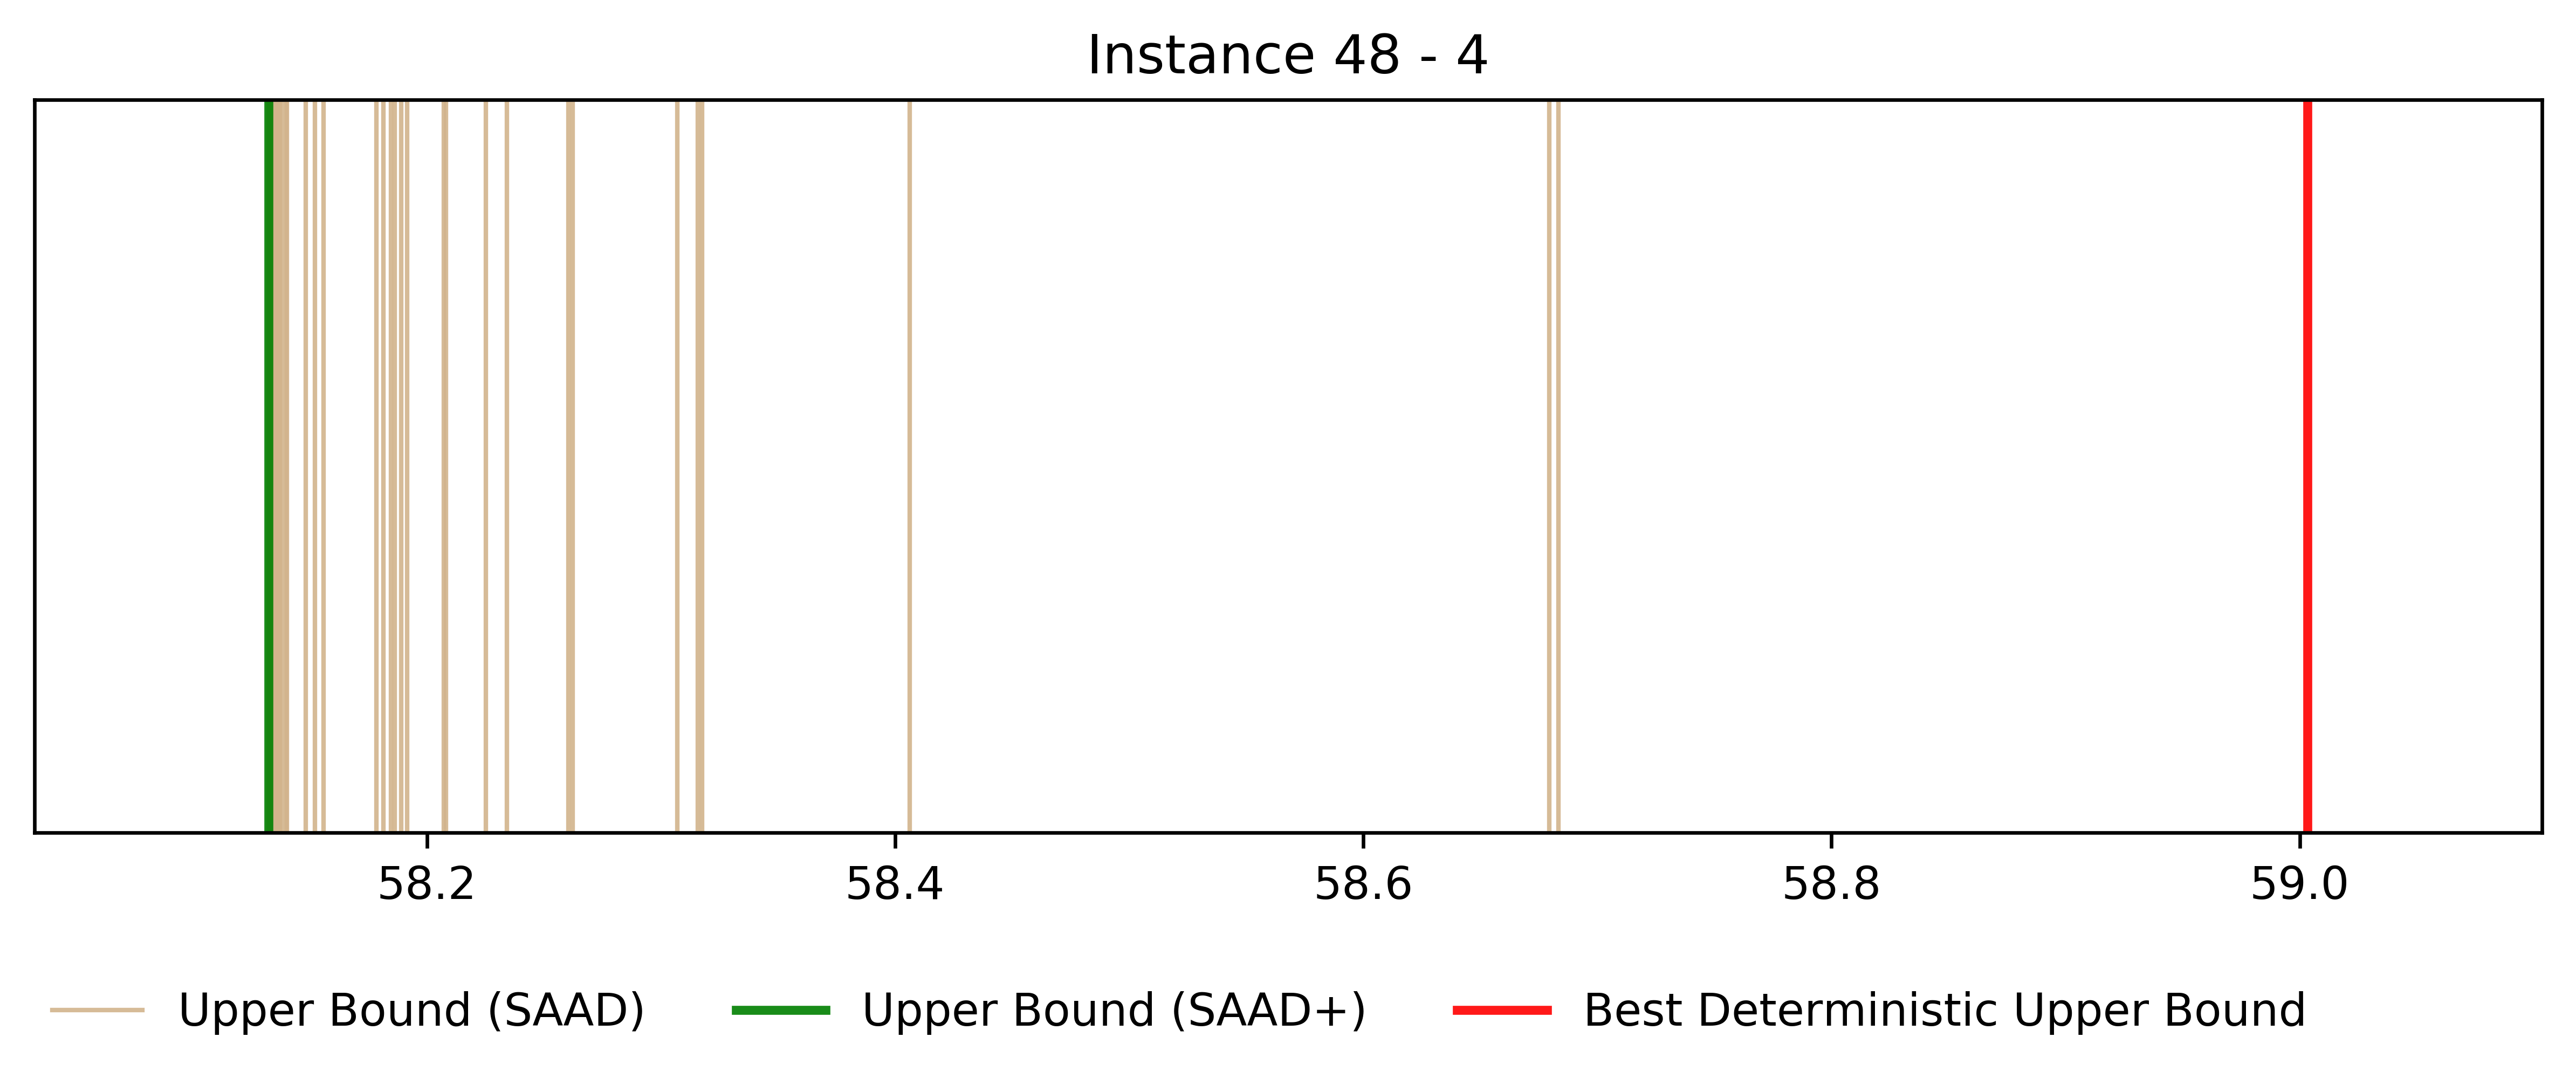 Instance 48 - 4
58.2 58.4 58.6 58.8 59.0
Upper Bound (SAAD) Upper Bound (SAAD+) Best Deterministic Upper Bound